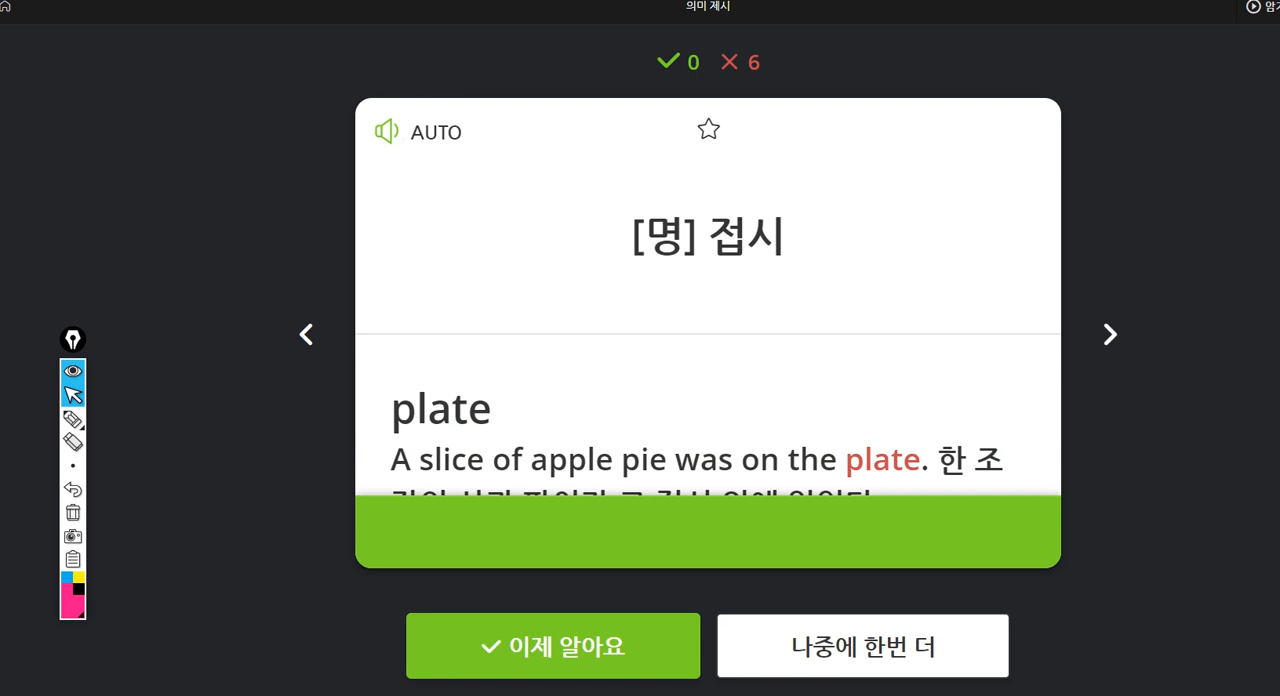 의미 제시
0
6
AUTO
[명] 접시
plate
A slice of apple pie was on the plate. 한 조
이제 알아요
나중에 한번 더